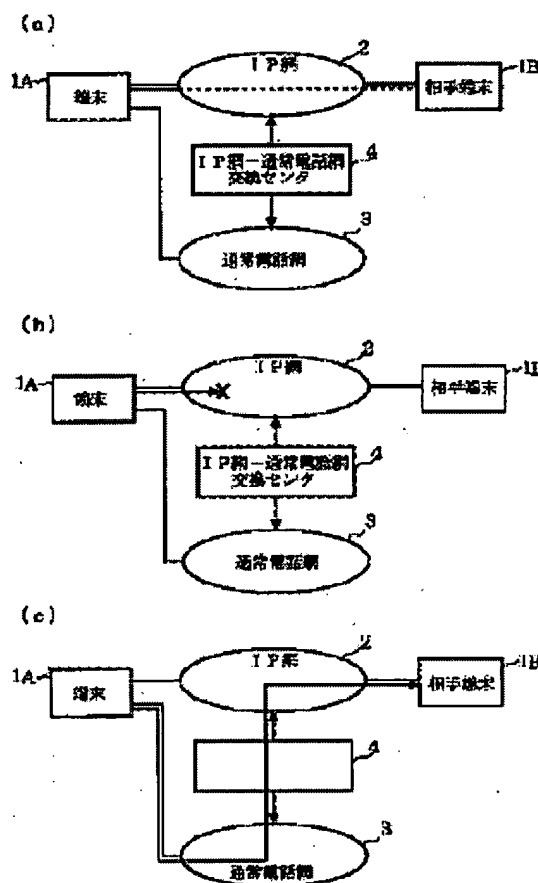 (a)
2
IP網
1A
端末
1B
相手端末
4
IP網－通常電話網
交換センタ
3
通常電話網
(b)
2
IP網
1A
端末
1B
相手端末
4
IP網－通常電話網
交換センタ
3
通常電話網
(c)
2
IP網
1A
端末
1B
相手端末
4
3
通常電話網